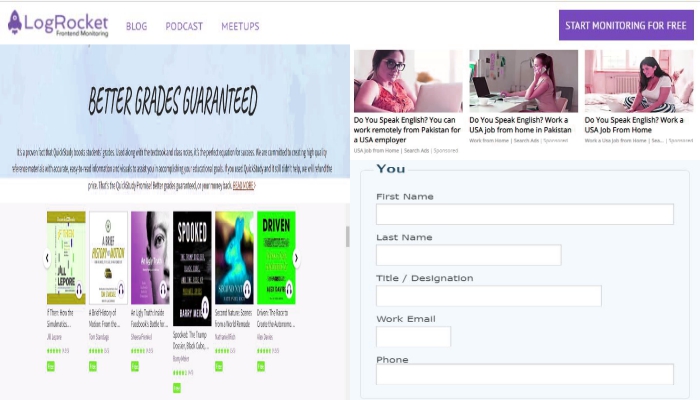 LogRocket
Frontend Monitoring
BLOG
PODCAST
MEETUPS
START MONITORING FOR FREE
BETTER GRADES GUARANTEED
It's a proven fact that QuickStudy boosts students' grades. Used along with the textbook and class notes, it's the perfect equation for success. We are committed to creating high quality
reference materials with accurate, easy-to-read information and visuals to assist you in accomplishing your educational goals. If you use QuickStudy and it still didn't help, we will refund the
price. That's the QuickStudy Promise! Better grades guaranteed, or your money back. READ MORE
Do You Speak English? You can
work remotely from Pakistan for
a USA employer
USA Job from Home | Search Ads | Sponsored
Do You Speak English? Work a
USA job from home in Pakistan
Work from Home | Search Ads | Sponsored
Do You Speak English? Work a
USA Job From Home
Work a Usa Job from Home | Sea... | Sponsored
You
First Name
Last Name
Title / Designation
Work Email
Phone
IF THEN
JILL
LEPORE
A BRIEF
HISTORY of MOTION
An Ugly Truth
SPOOKED
BARRY MEIER
SECOND NATURE
DRIVEN
ALEX DAVIES
If Then: How the
Simulmatics...
Jill Lepore
A Brief History of
Motion: From the...
Tom Standage
An Ugly Truth: Inside
Facebook's Battle for...
Sheera Frenkel
Spooked: The Trump
Dossier, Black Cube,...
Barry Meier
Second Nature: Scenes
from a World Remade
Nathaniel Rich
Driven: The Race to
Create the Autonomo...
Alex Davies